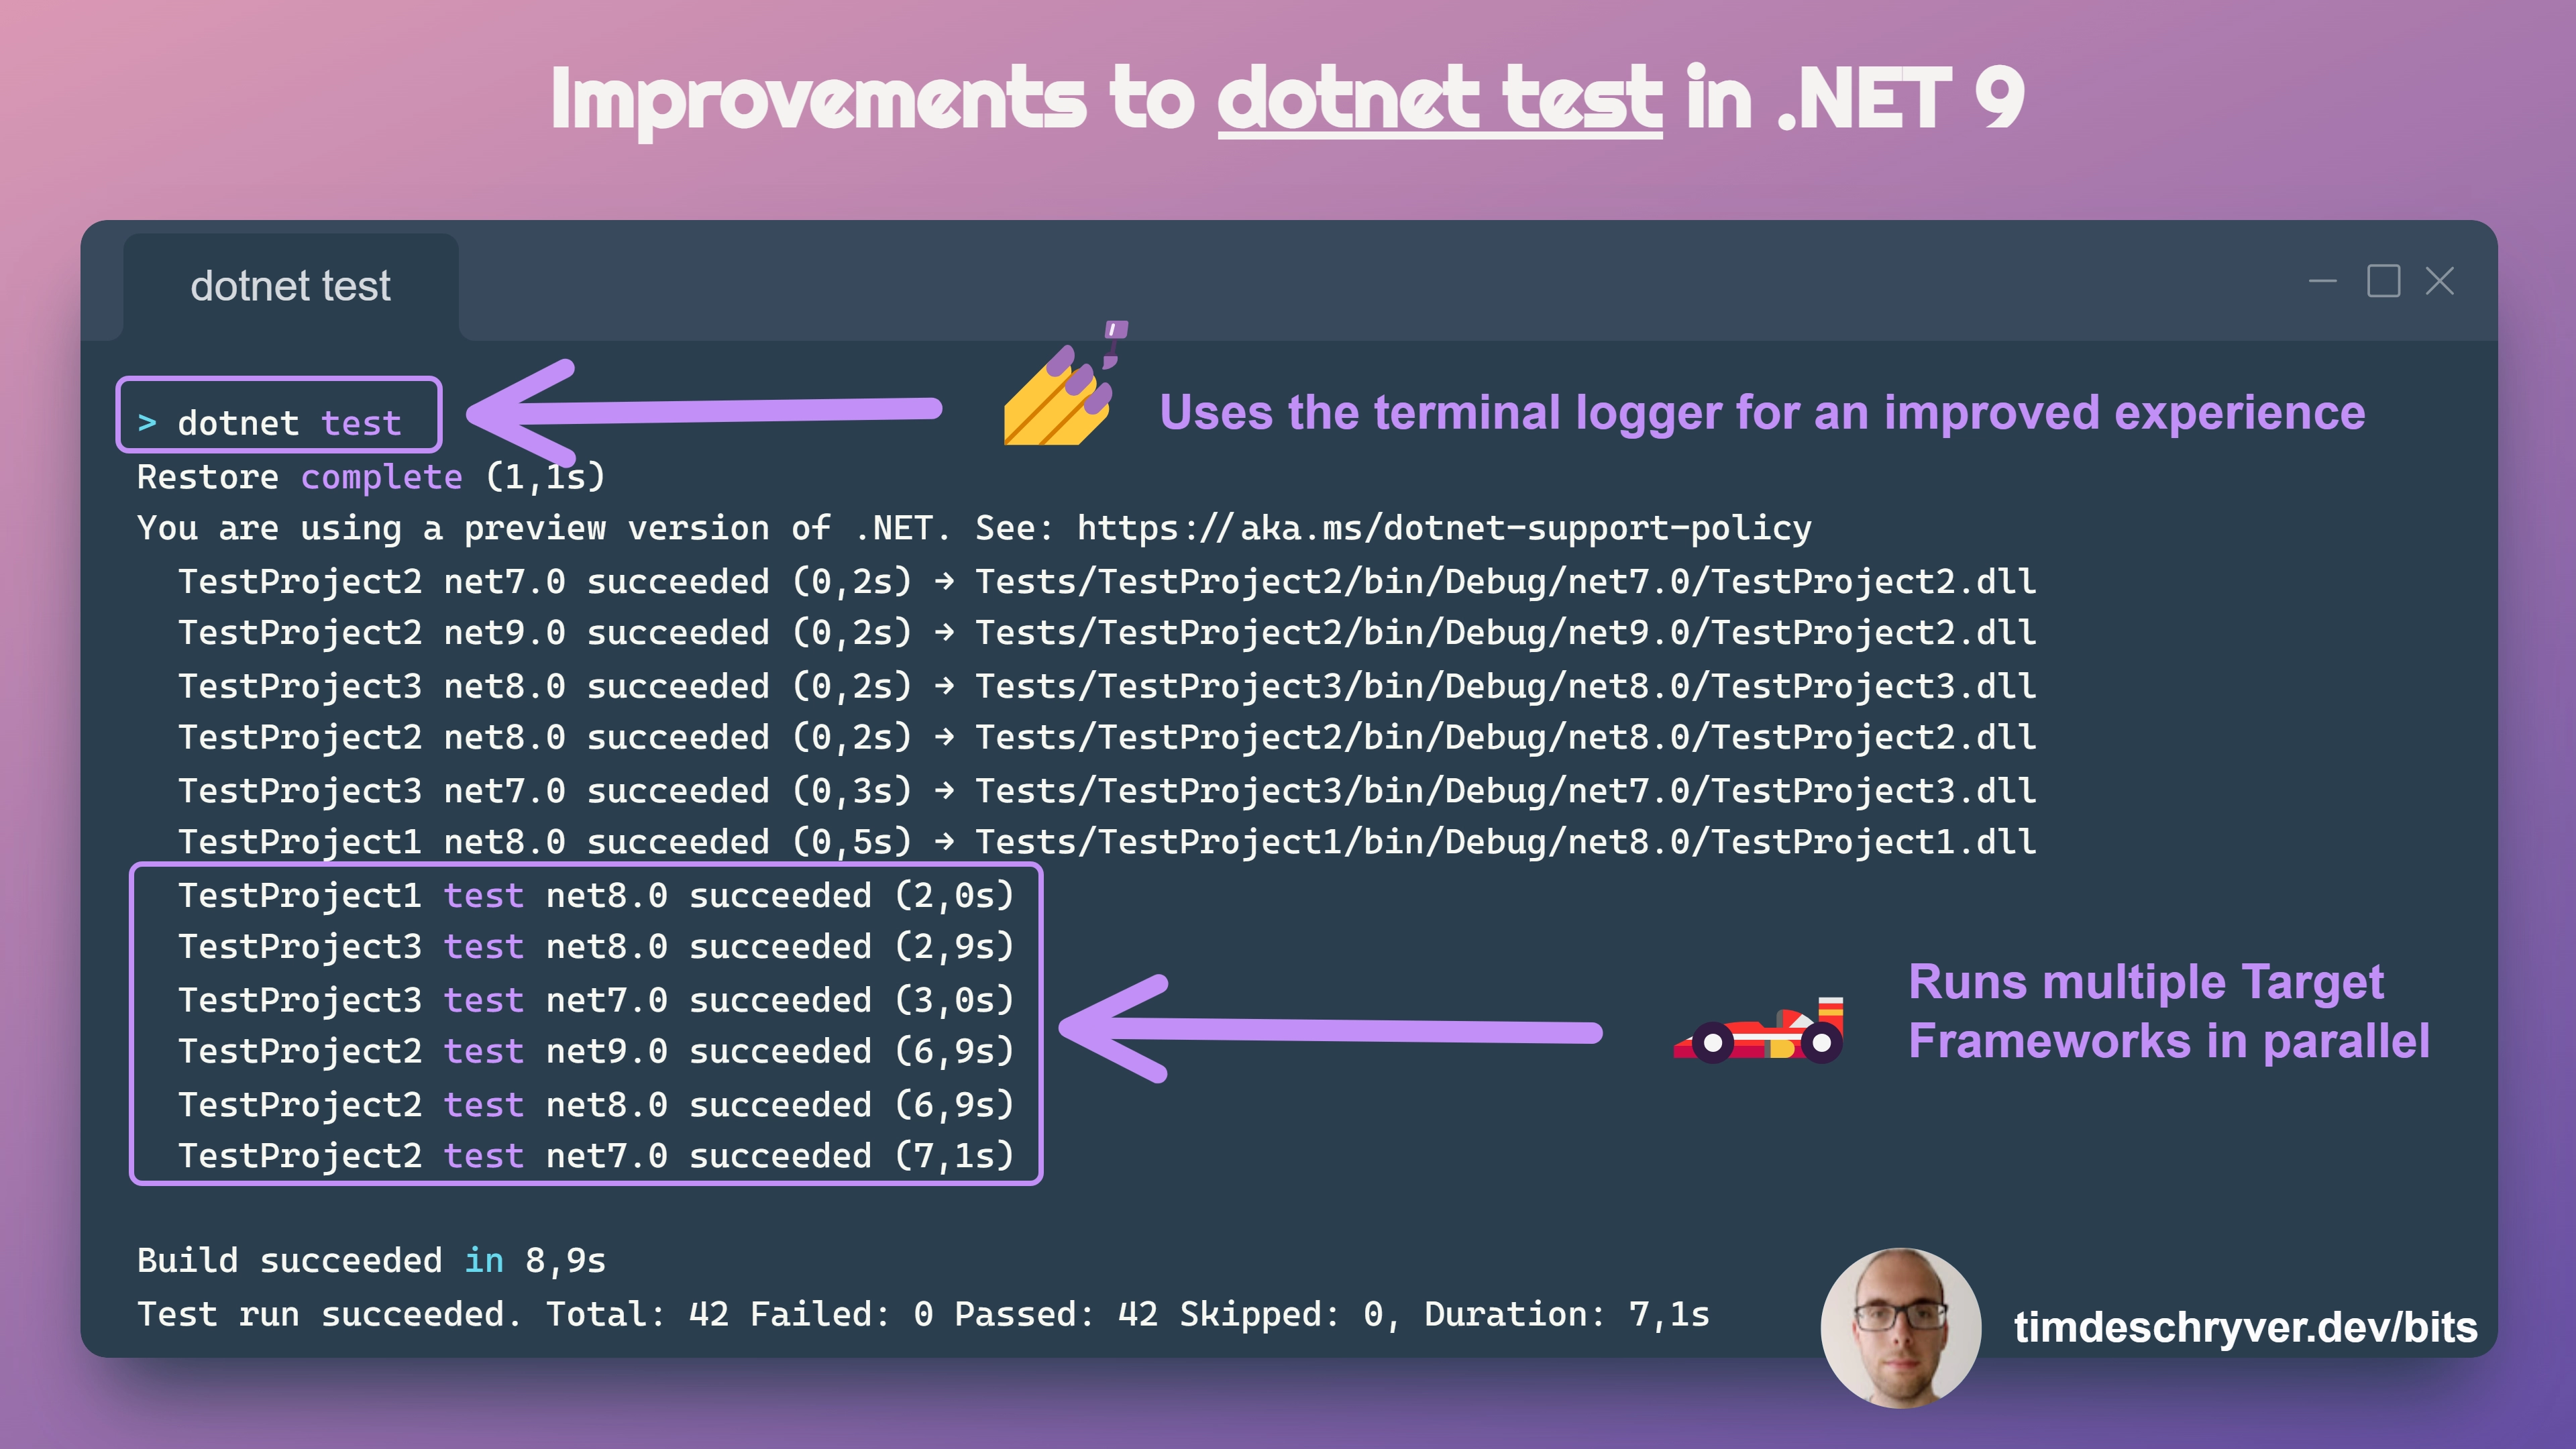 Improvements to dotnet test in .NET 9
dotnet test
> dotnet test
Uses the terminal logger for an improved experience
Restore complete (1,1s)
You are using a preview version of .NET. See: https://aka.ms/dotnet-support-policy
TestProject2 net7.0 succeeded (0,2s) → Tests/TestProject2/bin/Debug/net7.0/TestProject2.dll
TestProject2 net9.0 succeeded (0,2s) → Tests/TestProject2/bin/Debug/net9.0/TestProject2.dll
TestProject3 net8.0 succeeded (0,2s) → Tests/TestProject3/bin/Debug/net8.0/TestProject3.dll
TestProject2 net8.0 succeeded (0,2s) → Tests/TestProject2/bin/Debug/net8.0/TestProject2.dll
TestProject3 net7.0 succeeded (0,3s) → Tests/TestProject3/bin/Debug/net7.0/TestProject3.dll
TestProject1 net8.0 succeeded (0,5s) → Tests/TestProject1/bin/Debug/net8.0/TestProject1.dll
TestProject1 test net8.0 succeeded (2,0s)
TestProject3 test net8.0 succeeded (2,9s)
TestProject3 test net7.0 succeeded (3,0s)
TestProject2 test net9.0 succeeded (6,9s)
TestProject2 test net8.0 succeeded (6,9s)
TestProject2 test net7.0 succeeded (7,1s)
Runs multiple Target
Frameworks in parallel
Build succeeded in 8,9s
Test run succeeded. Total: 42 Failed: 0 Passed: 42 Skipped: 0, Duration: 7,1s
timdeschryver.dev/bits